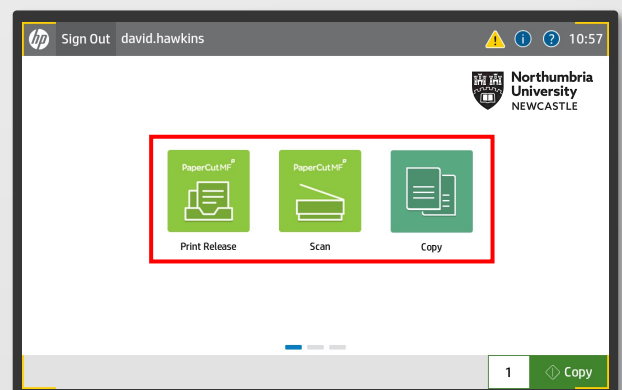 hp Sign Out david.hawkins ! i ? 10:57
Northumbria
University
NEWCASTLE
PaperCut MF PaperCut MF
Print Release Scan Copy
1 Copy